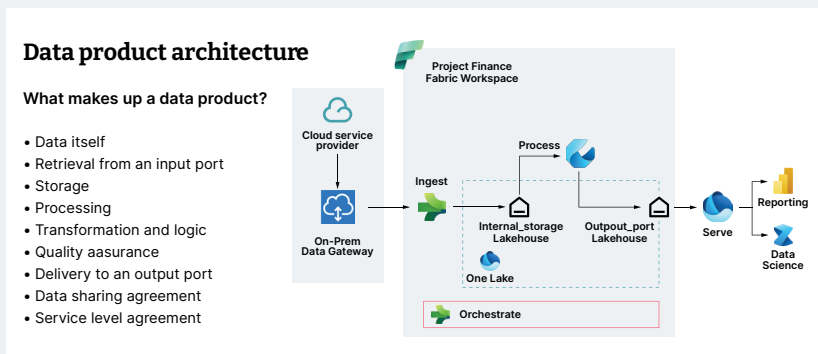 Data product architecture
What makes up a data product?
• Data itself
• Retrieval from an input port
• Storage
• Processing
• Transformation and logic
• Quality aasurance
• Delivery to an output port
• Data sharing agreement
• Service level agreement
Cloud service
provider
On-Prem
Data Gateway
Project Finance
Fabric Workspace
Ingest
Process
Internal_storage
Lakehouse
Outpout_port
Lakehouse
One Lake
Orchestrate
Serve
Reporting
Data
Science